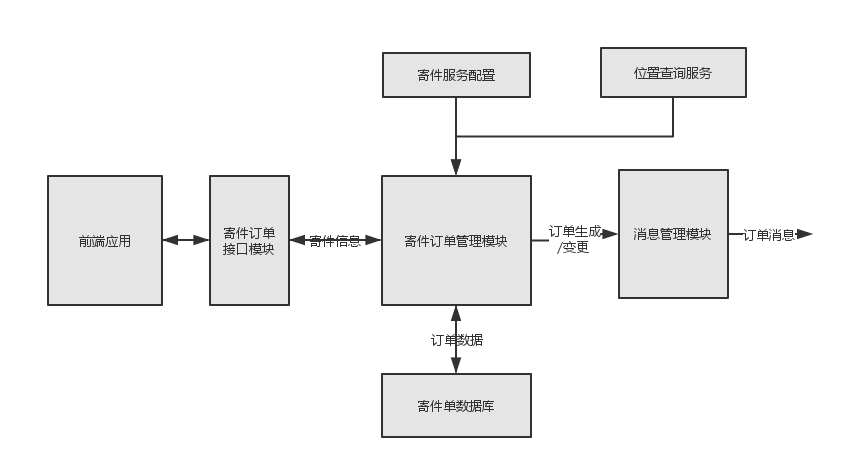 寄件服务配置
位置查询服务
前端应用
寄件订单
接口模块
寄件信息
寄件订单管理模块
订单生成
/变更
消息管理模块
订单消息
订单数据
寄件单数据库